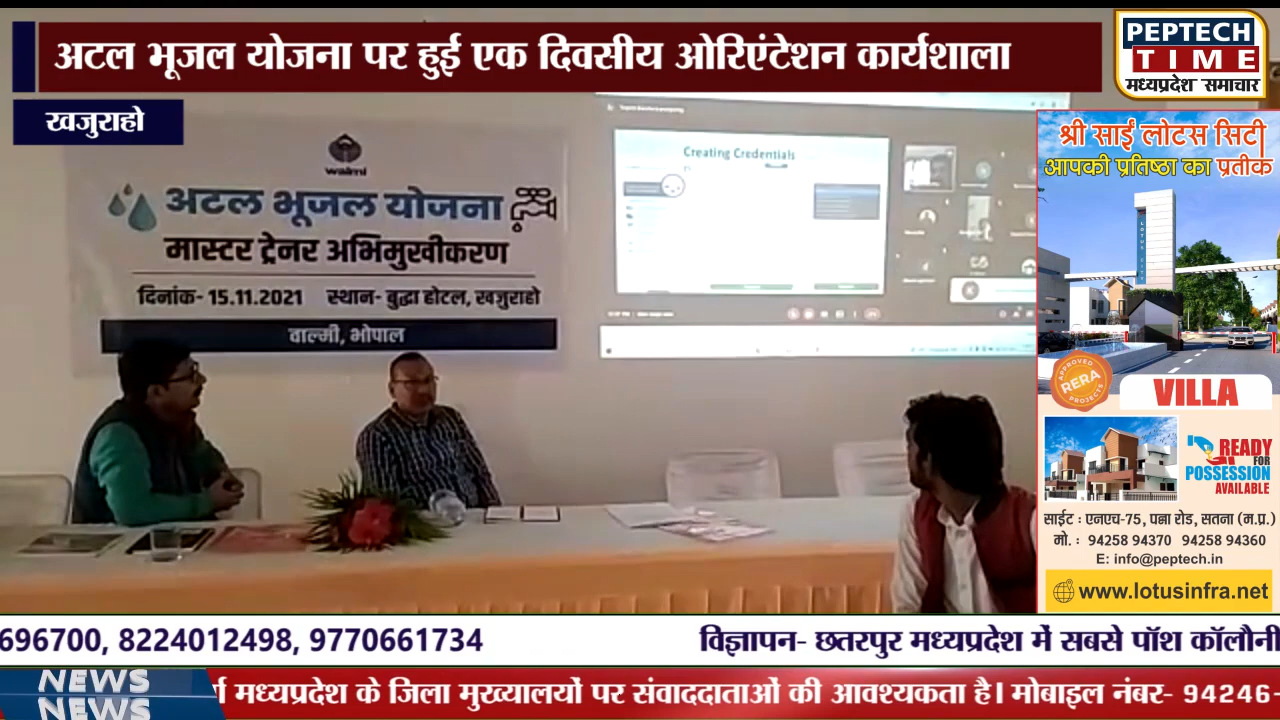 अटल भूजल योजना पर हुई एक दिवसीय ओरिएंटेशन कार्यशाला
PEPTECH
TIME
मध्यप्रदेश समाचार
खजुराहो
walmi
अटल भूजल योजना
मास्टर ट्रेनर अभिमुखीकरण
दिनांक- 15.11.2021 स्थान- बुद्धा होटल, खजुराहो
वाल्मी, भोपाल
Creating Credentials
श्री साईं लोटस सिटी
आपकी प्रतिष्ठा का प्रतीक
LOTUS CITY
APPROVED
RERA
PROJECTS
VILLA
READY
FOR
POSSESSION
AVAILABLE
साईट : एनएच-75, पन्ना रोड, सतना (म.प्र.)
मो. : 94258 94370 94258 94360
E: info@peptech.in
www.lotusinfra.net
696700, 8224012498, 9770661734 विज्ञापन- छतरपुर मध्यप्रदेश में सबसे पॉश कॉलौनी
NEWS
NEWS
मध्यप्रदेश के जिला मुख्यालयों पर संवाददाताओं की आवश्यकता है। मोबाइल नंबर- 94246-